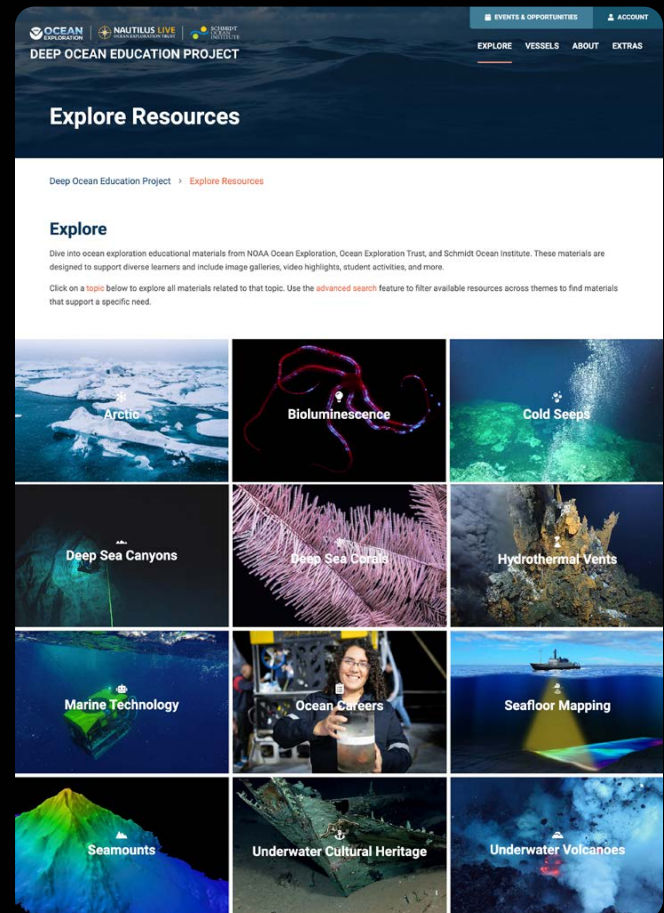 EVENTS & OPPORTUNITIES
ACCOUNT
OCEAN
EXPLORATION
NAUTILUS LIVE
OCEAN EXPLORATION TRUST
SCHMIDT
OCEAN
INSTITUTE
DEEP OCEAN EDUCATION PROJECT
EXPLORE
VESSELS
ABOUT
EXTRAS
Explore Resources
Deep Ocean Education Project > Explore Resources
Explore
Dive into ocean exploration educational materials from NOAA Ocean Exploration, Ocean Exploration Trust, and Schmidt Ocean Institute. These materials are
designed to support diverse learners and include image galleries, video highlights, student activities, and more.
Click on a topic below to explore all materials related to that topic. Use the advanced search feature to filter available resources across themes to find materials
that support a specific need.
Arctic
Bioluminescence
Cold Seeps
Deep Sea Canyons
Deep Sea Corals
Hydrothermal Vents
Marine Technology
Ocean Careers
Seafloor Mapping
Seamounts
Underwater Cultural Heritage
Underwater Volcanoes